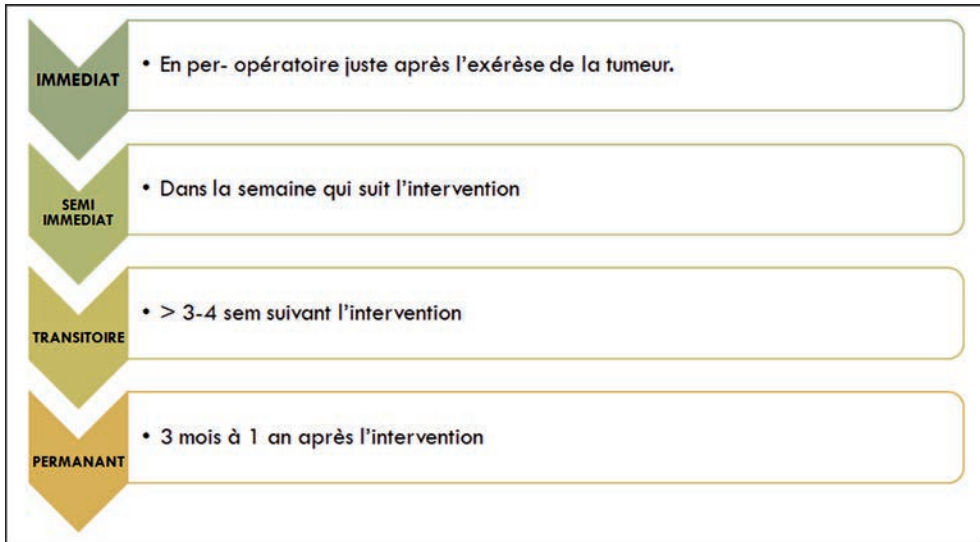 IMMEDIAT
• En per- opératoire juste après l'exérèse de la tumeur.
SEMI
IMMEDIAT
• Dans la semaine qui suit l'intervention
TRANSITOIRE
• > 3-4 sem suivant l'intervention
PERMANANT
• 3 mois à 1 an après l'intervention